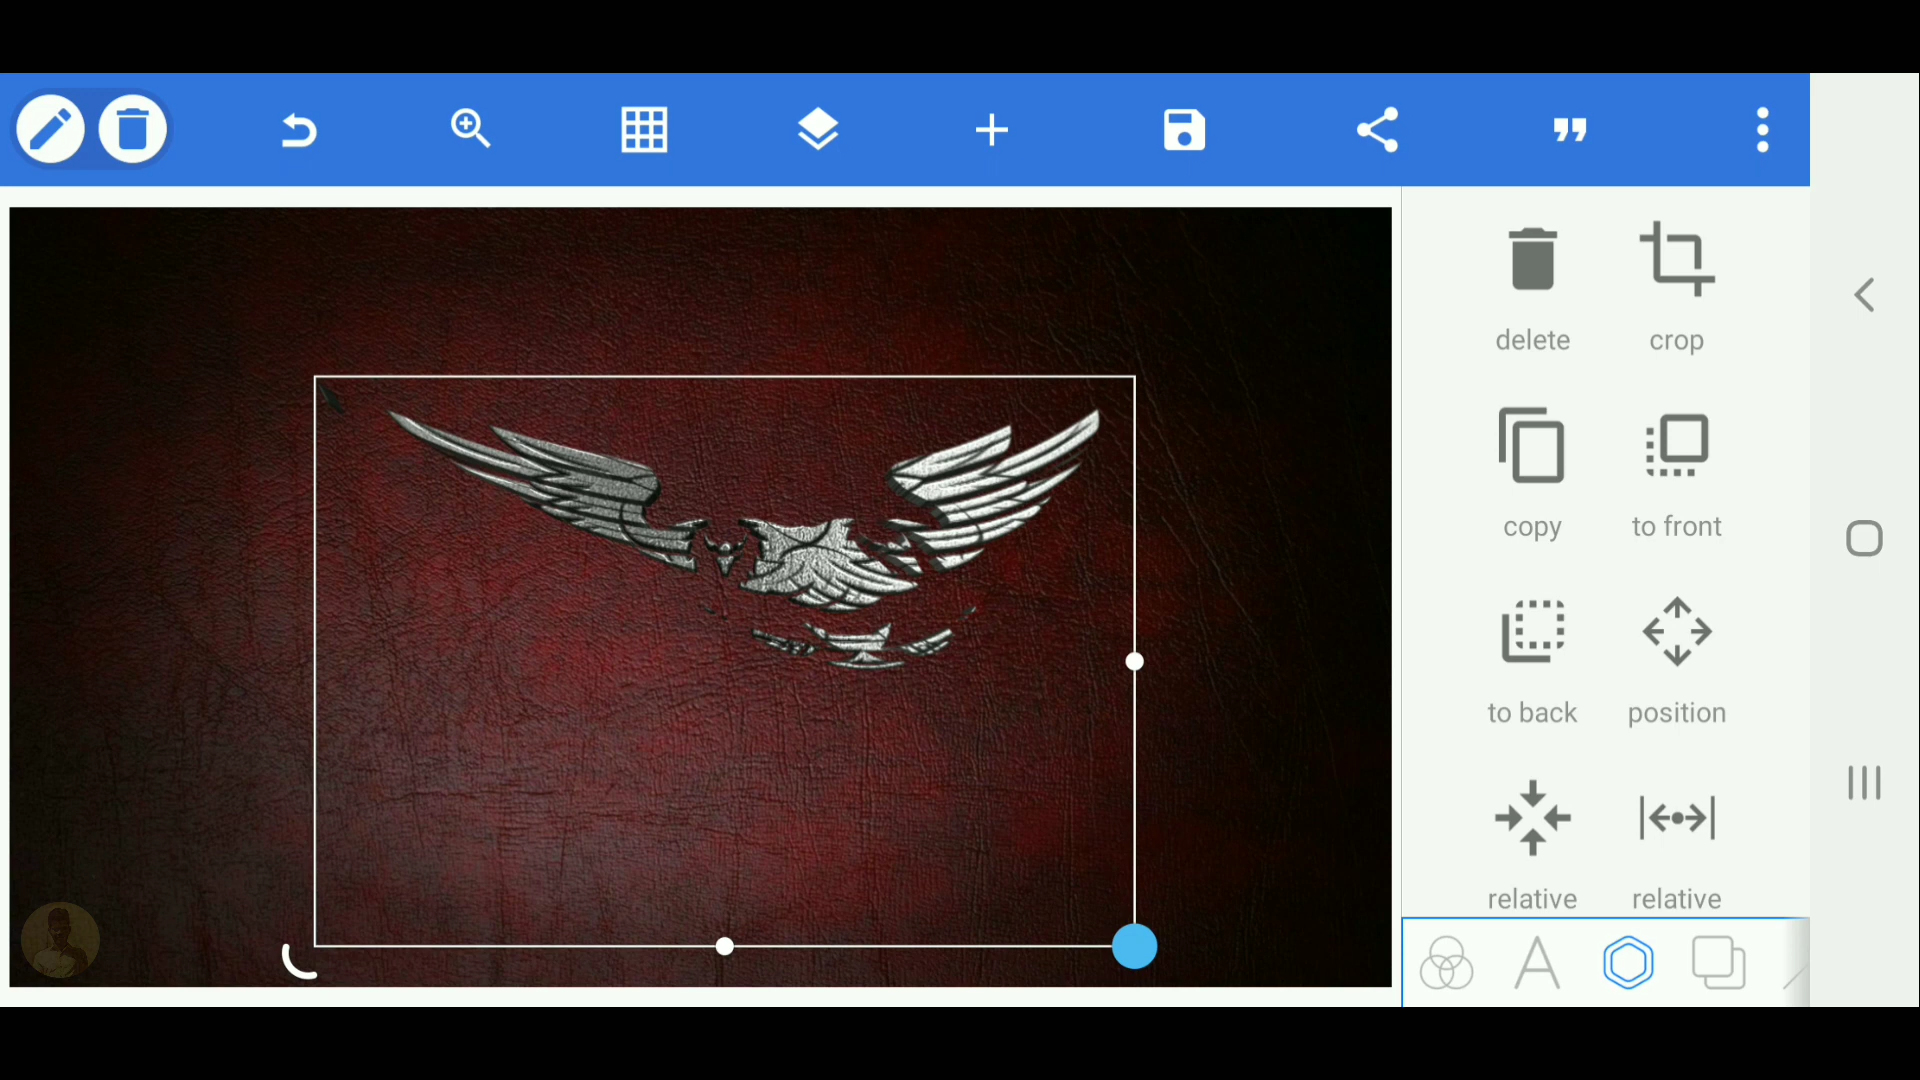 delete
crop
copy
to front
to back
position
relative
relative